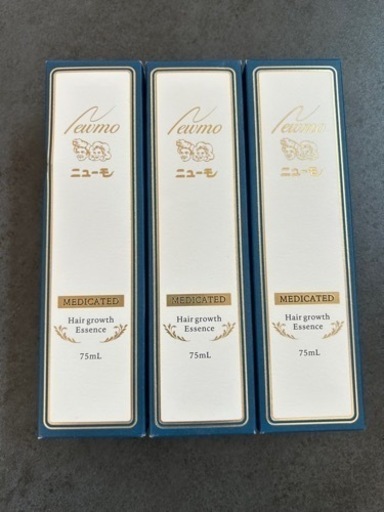 Newmo
ニューモ
MEDICATED
Hair growth
Essence
75mL
Newmo
ニューモ
MEDICATED
Hair growth
Essence
75mL
Newmo
ニューモ
MEDICATED
Hair growth
Essence
75mL